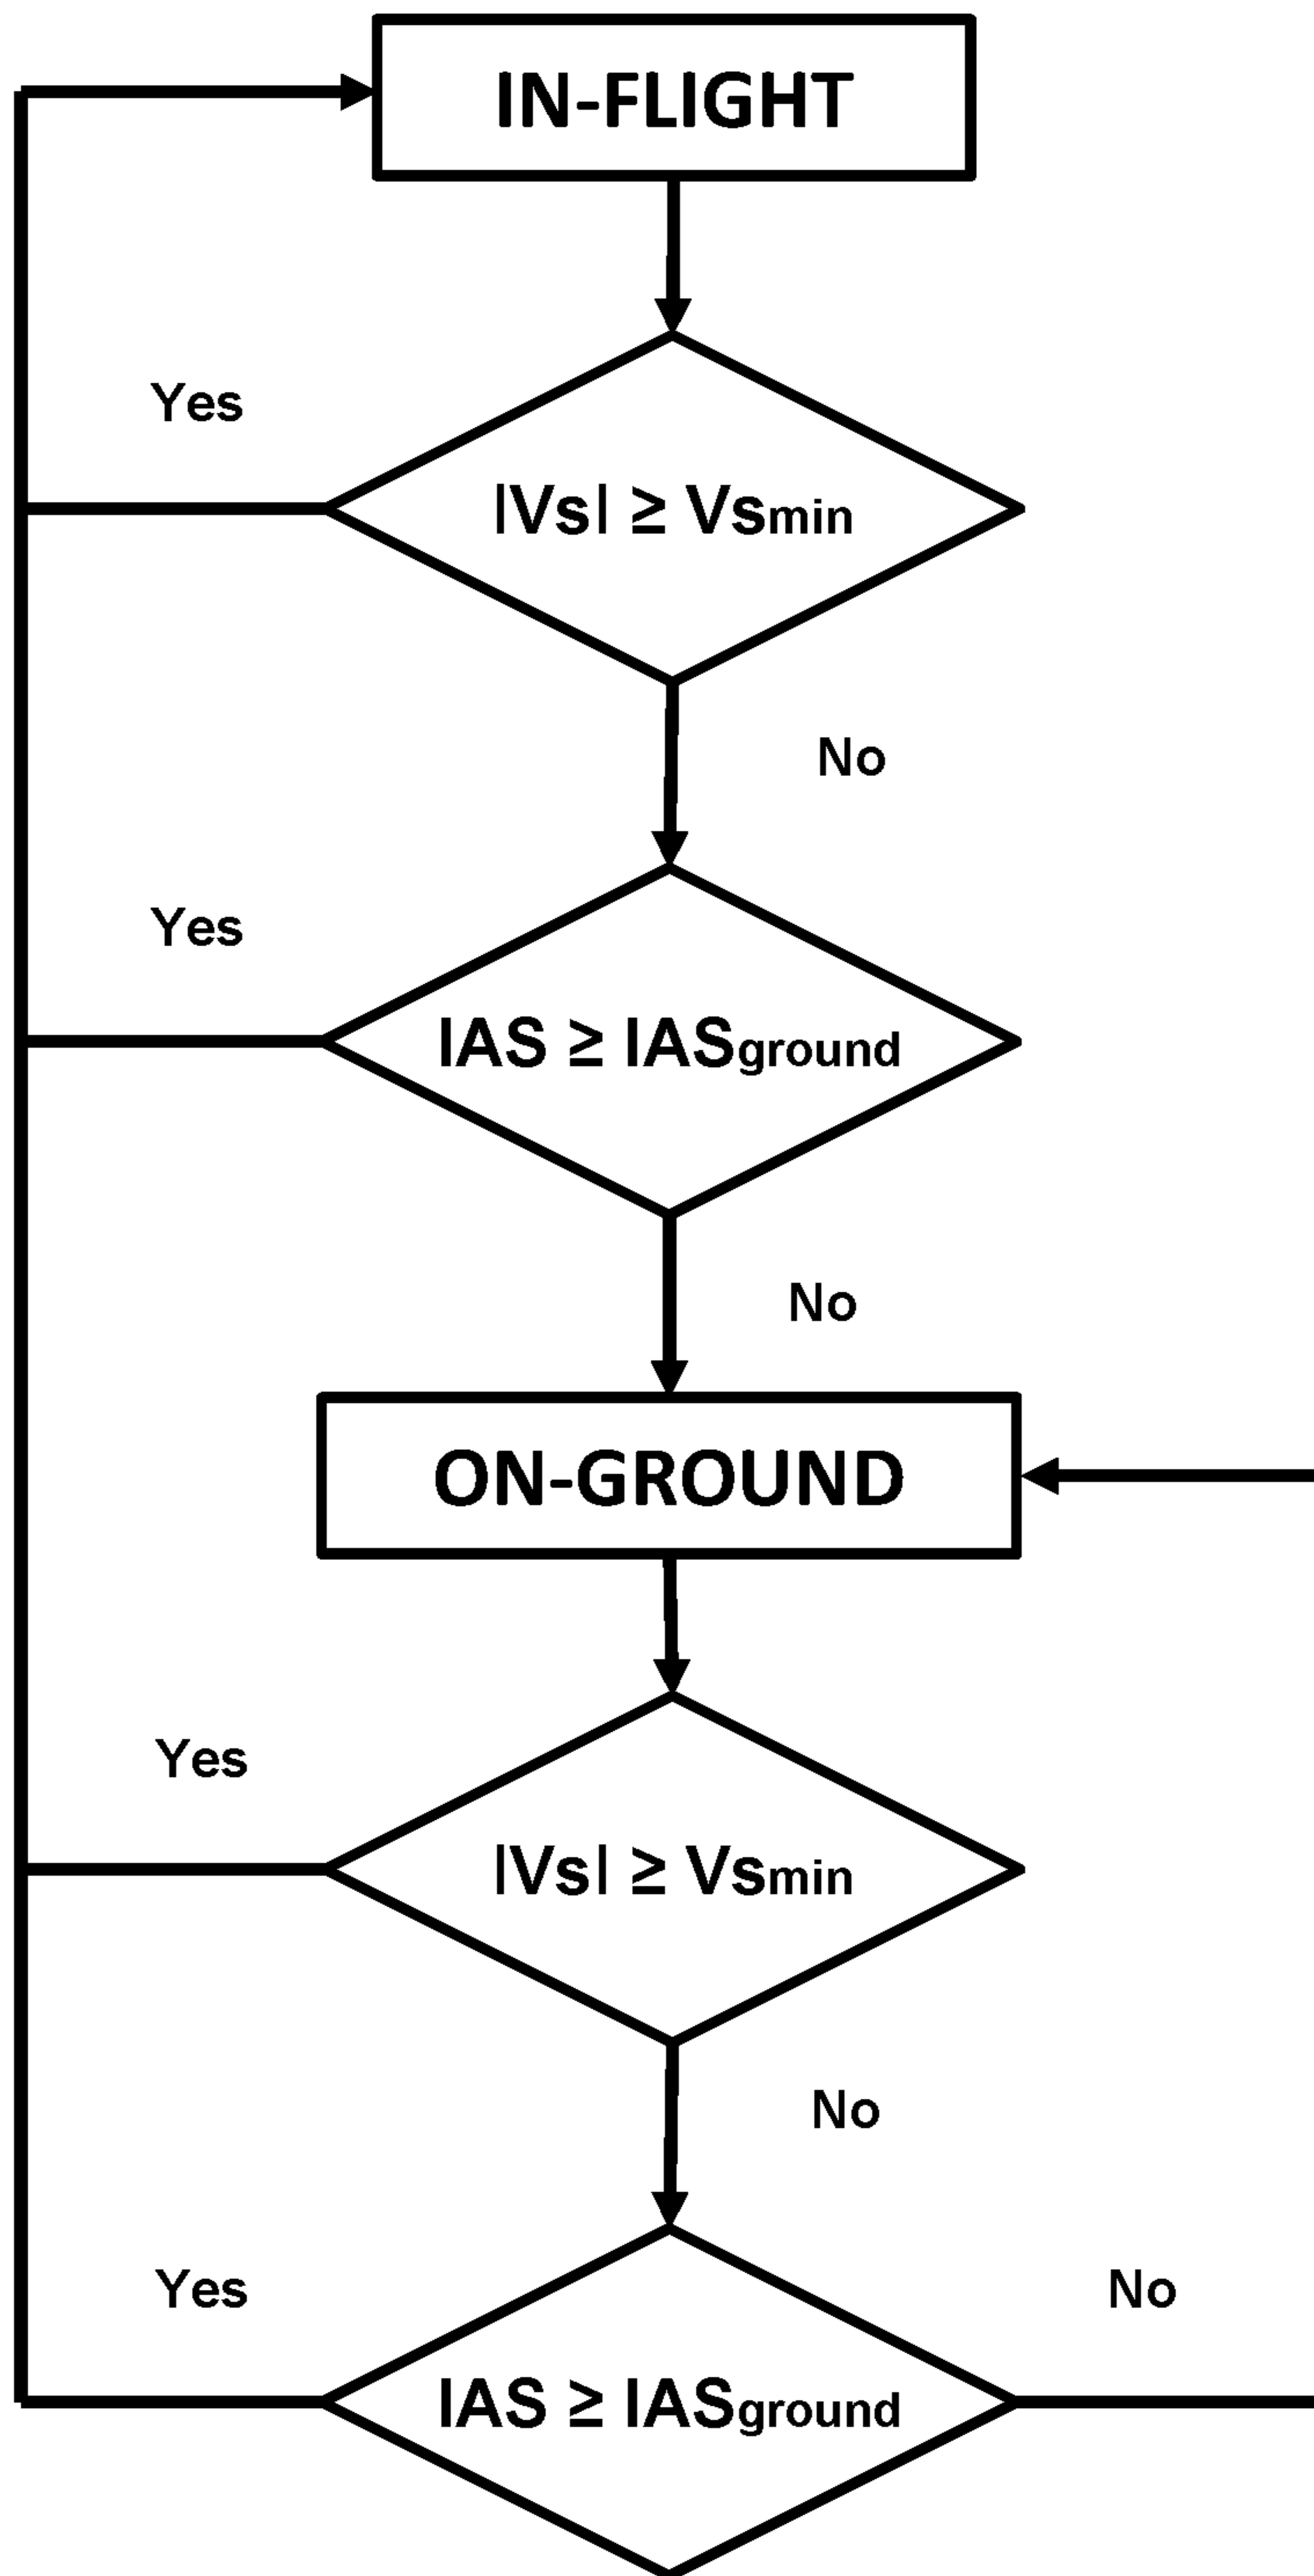 IN-FLIGHT
Yes
|Vs| ≥ Vsmin
No
Yes
IAS ≥ IASground
No
ON-GROUND
Yes
|Vs| ≥ Vsmin
No
Yes
No
IAS ≥ IASground